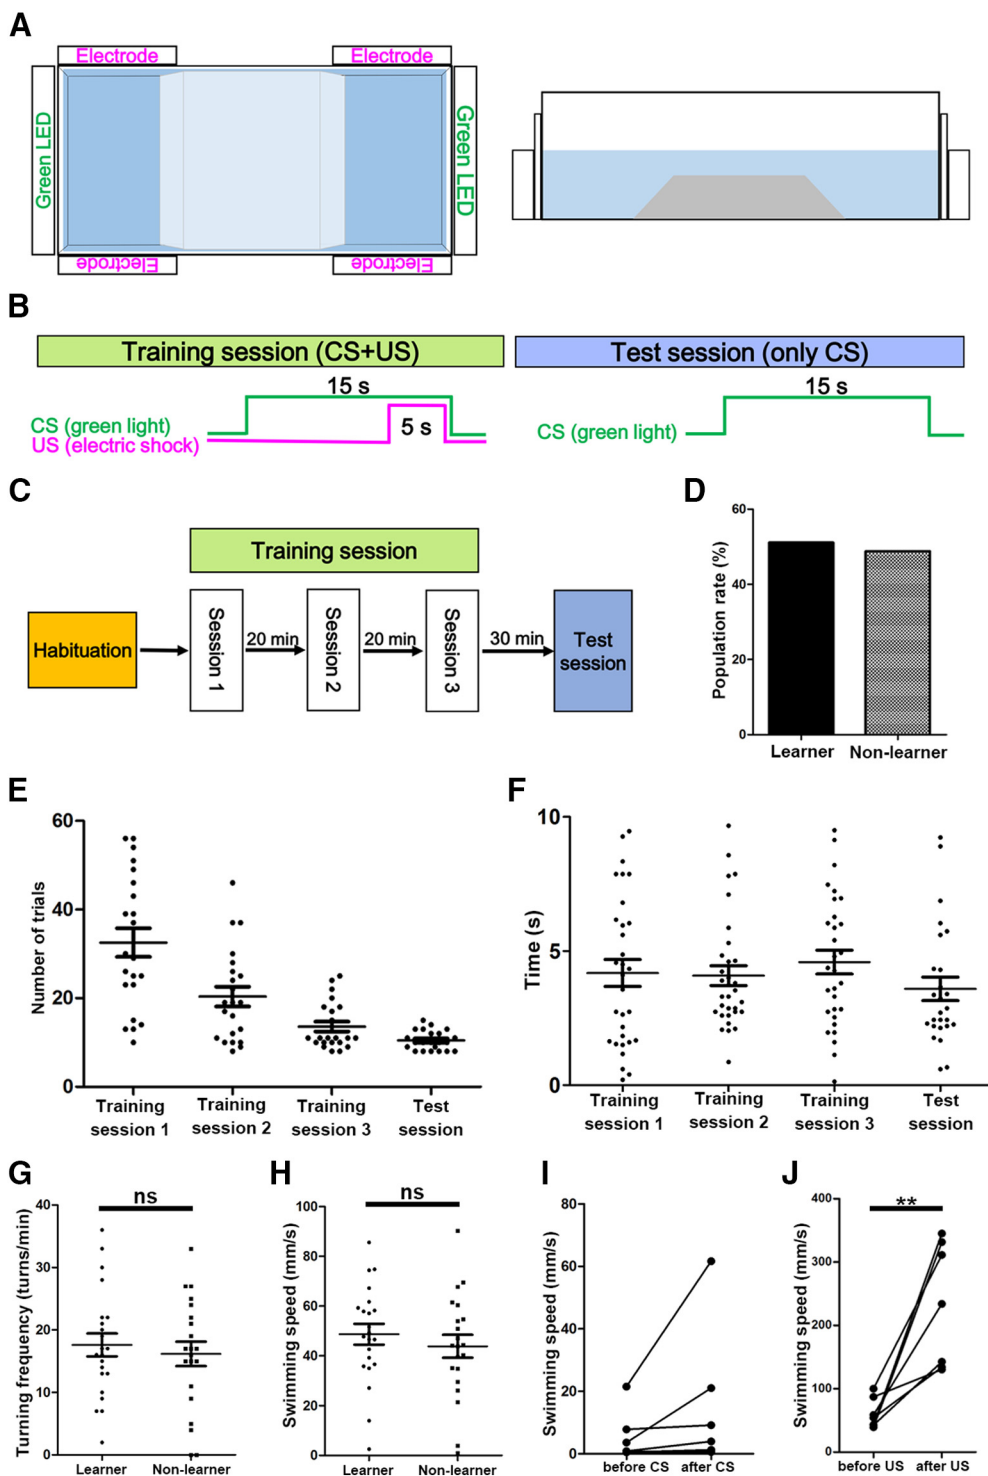 A
Electrode
Electrode
Green LED
Green LED
Electrode
Electrode
B
Training session (CS+US)
Test session (only CS)
15 s
15 s
CS (green light)
US (electric shock)
5 s
CS (green light)
C
Training session
Habituation
Session 1
20 min
Session 2
20 min
Session 3
30 min
Test
session
D
Population rate (%)
60
40
20
0
Learner
Non-learner
E
Number of trials
60
40
20
0
Training
session 1
Training
session 2
Training
session 3
Test
session
F
Time (s)
10
5
0
Training
session 1
Training
session 2
Training
session 3
Test
session
G
Turning frequency (turns/min)
40
30
20
10
0
ns
Learner
Non-learner
H
Swimming speed (mm/s)
100
80
60
40
20
0
ns
Learner
Non-learner
I
Swimming speed (mm/s)
80
60
40
20
0
before CS
after CS
J
Swimming speed (mm/s)
400
300
200
100
0
**
before US
after US